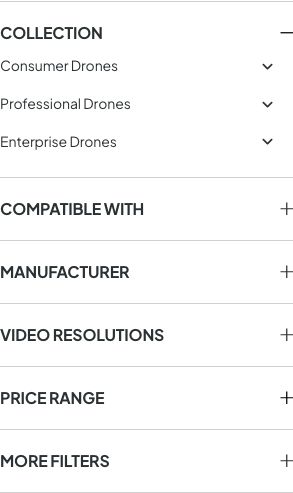 COLLECTION
Consumer Drones
Professional Drones
Enterprise Drones
COMPATIBLE WITH
MANUFACTURER
VIDEO RESOLUTIONS
PRICE RANGE
MORE FILTERS